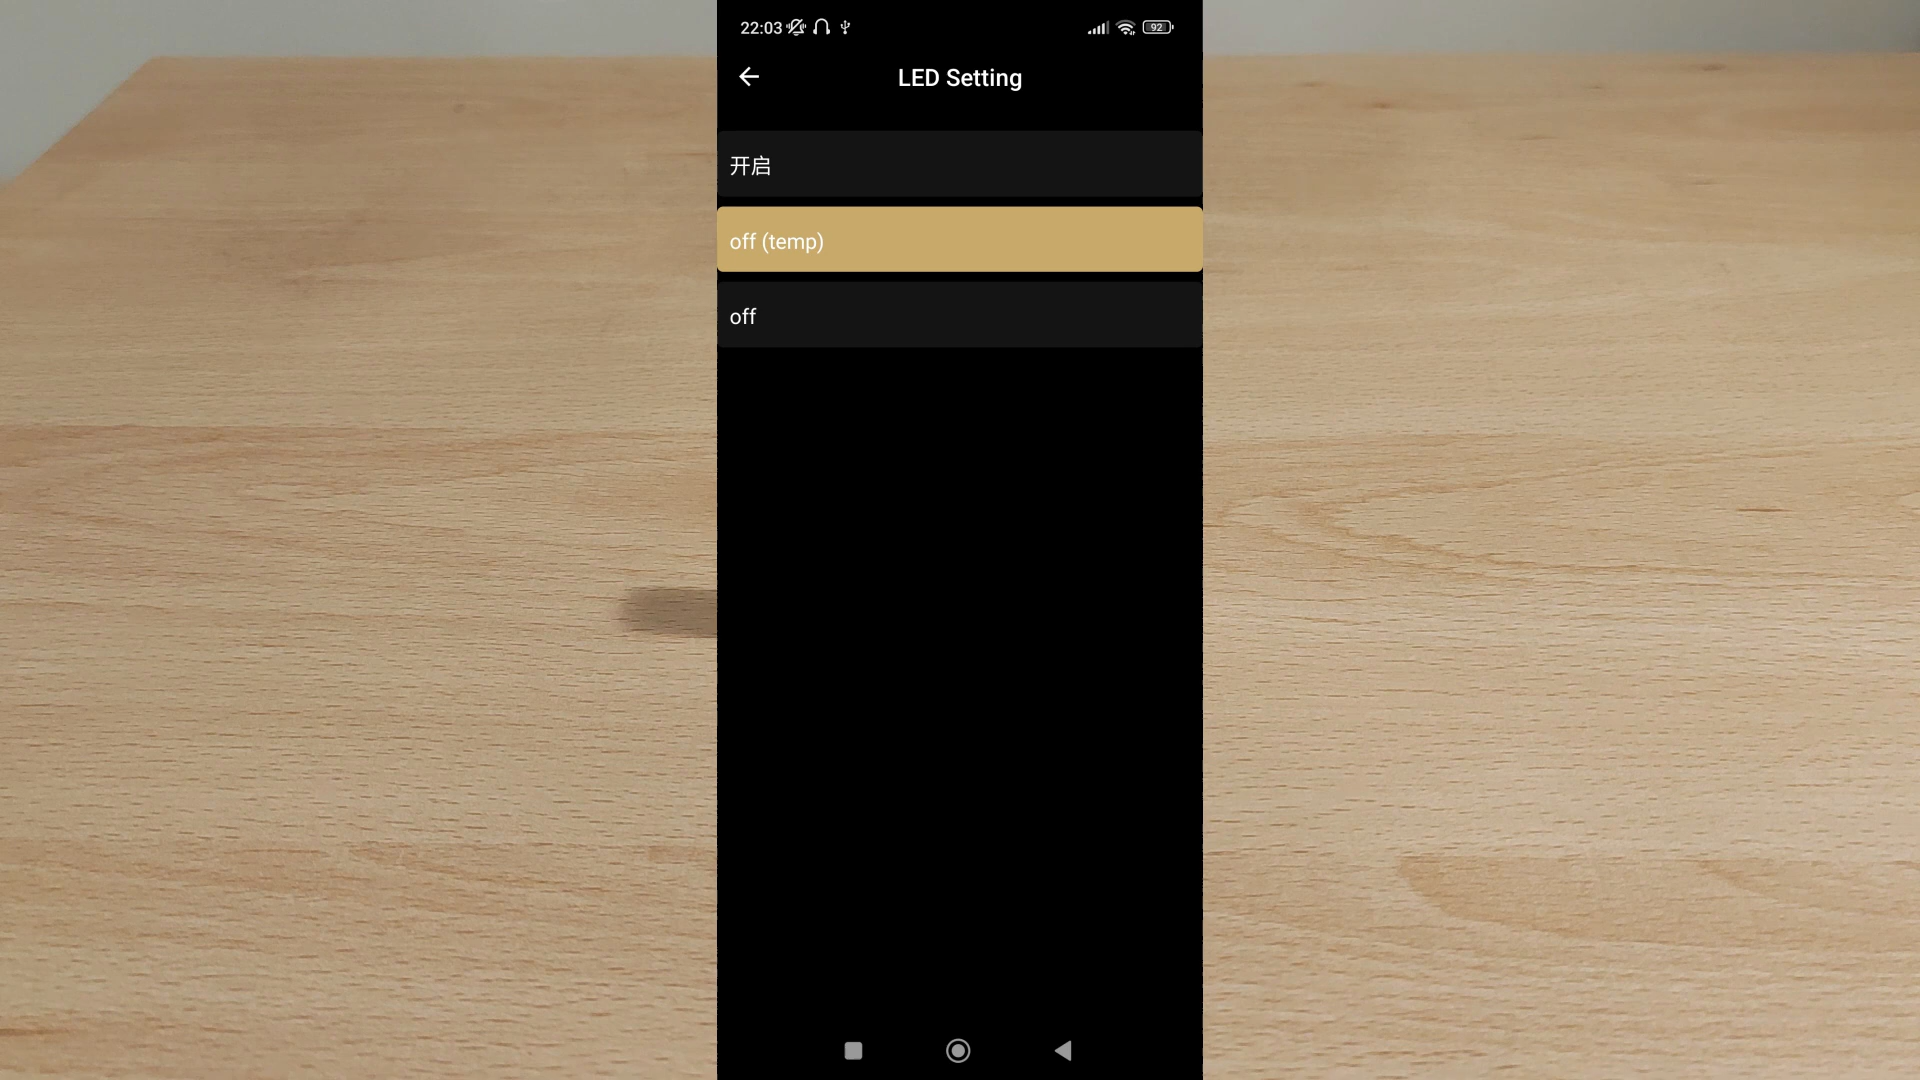 22:03
92
LED Setting
开启
off (temp)
off